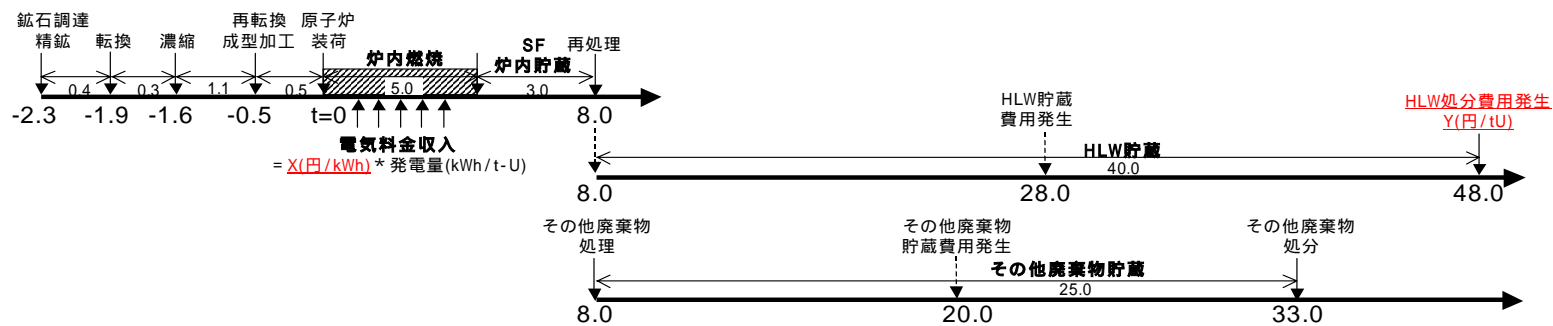 鉱石調達
精鉱
転換
濃縮
再転換
成型加工
原子炉
装荷
炉内燃焼
SF
炉内貯蔵
再処理
0.4
0.3
1.1
0.5
5.0
3.0
-2.3
-1.9
-1.6
-0.5
t=0
8.0
電気料金収入
= X(円/kWh) * 発電量(kWh/t-U)
HLW貯蔵
費用発生
HLW処分費用発生
Y(円/tU)
HLW貯蔵
40.0
8.0
28.0
48.0
その他廃棄物
処理
その他廃棄物
貯蔵費用発生
その他廃棄物
処分
その他廃棄物貯蔵
25.0
8.0
20.0
33.0